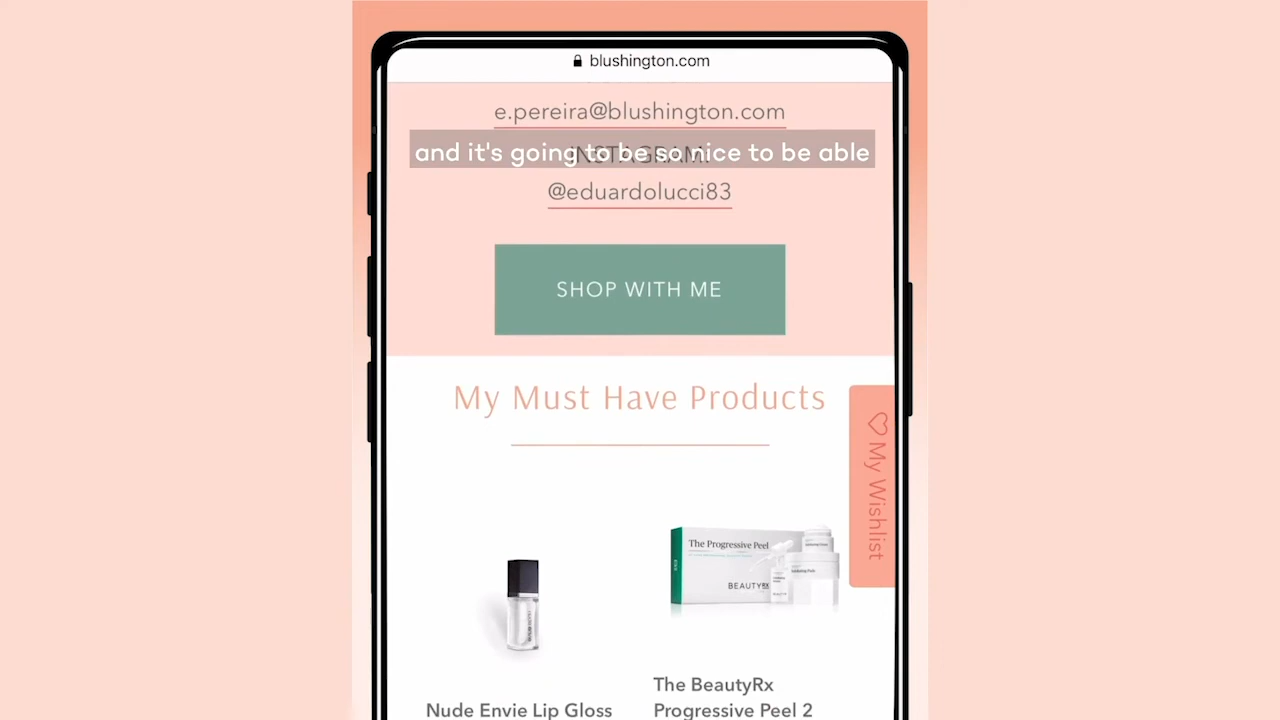 blushington.com
e.pereira@blushington.com
and it's going to be so nice to be able
INSTAGRAM:
@eduardolucci83
SHOP WITH ME
My Must Have Products
My Wishlist
The Progressive Peel
BEAUTYRX
Nude Envie Lip Gloss
The BeautyRx
Progressive Peel 2